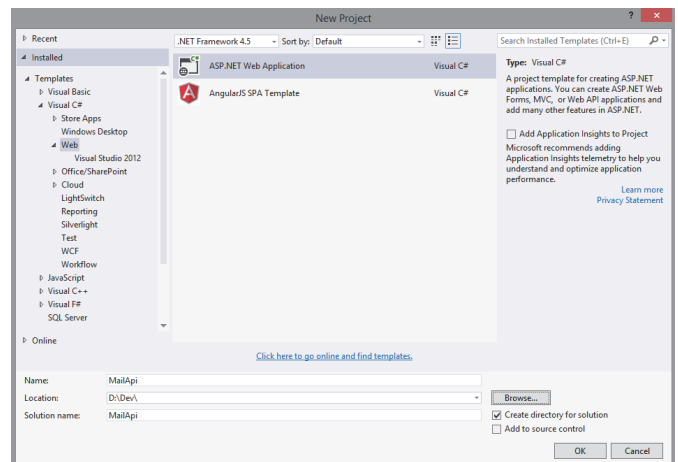 New Project
?
x
Recent
.NET Framework 4.5
Sort by: Default
Search Installed Templates (Ctrl+E)
Installed
Templates
Visual Basic
Visual C#
Store Apps
Windows Desktop
Web
Visual Studio 2012
Office/SharePoint
Cloud
LightSwitch
Reporting
Silverlight
Test
WCF
Workflow
JavaScript
Visual C++
Visual F#
SQL Server
Online
ASP.NET Web Application Visual C#
AngularJS SPA Template Visual C#
Click here to go online and find templates.
Type: Visual C#
A project template for creating ASP.NET
applications. You can create ASP.NET Web
Forms, MVC, or Web API applications and
add many other features in ASP.NET.
Add Application Insights to Project
Microsoft recommends adding
Application Insights telemetry to help you
understand and optimize application
performance.
Learn more
Privacy Statement
Name: MailApi
Location: D:\Dev\
Browse...
Solution name: MailApi
Create directory for solution
Add to source control
OK Cancel